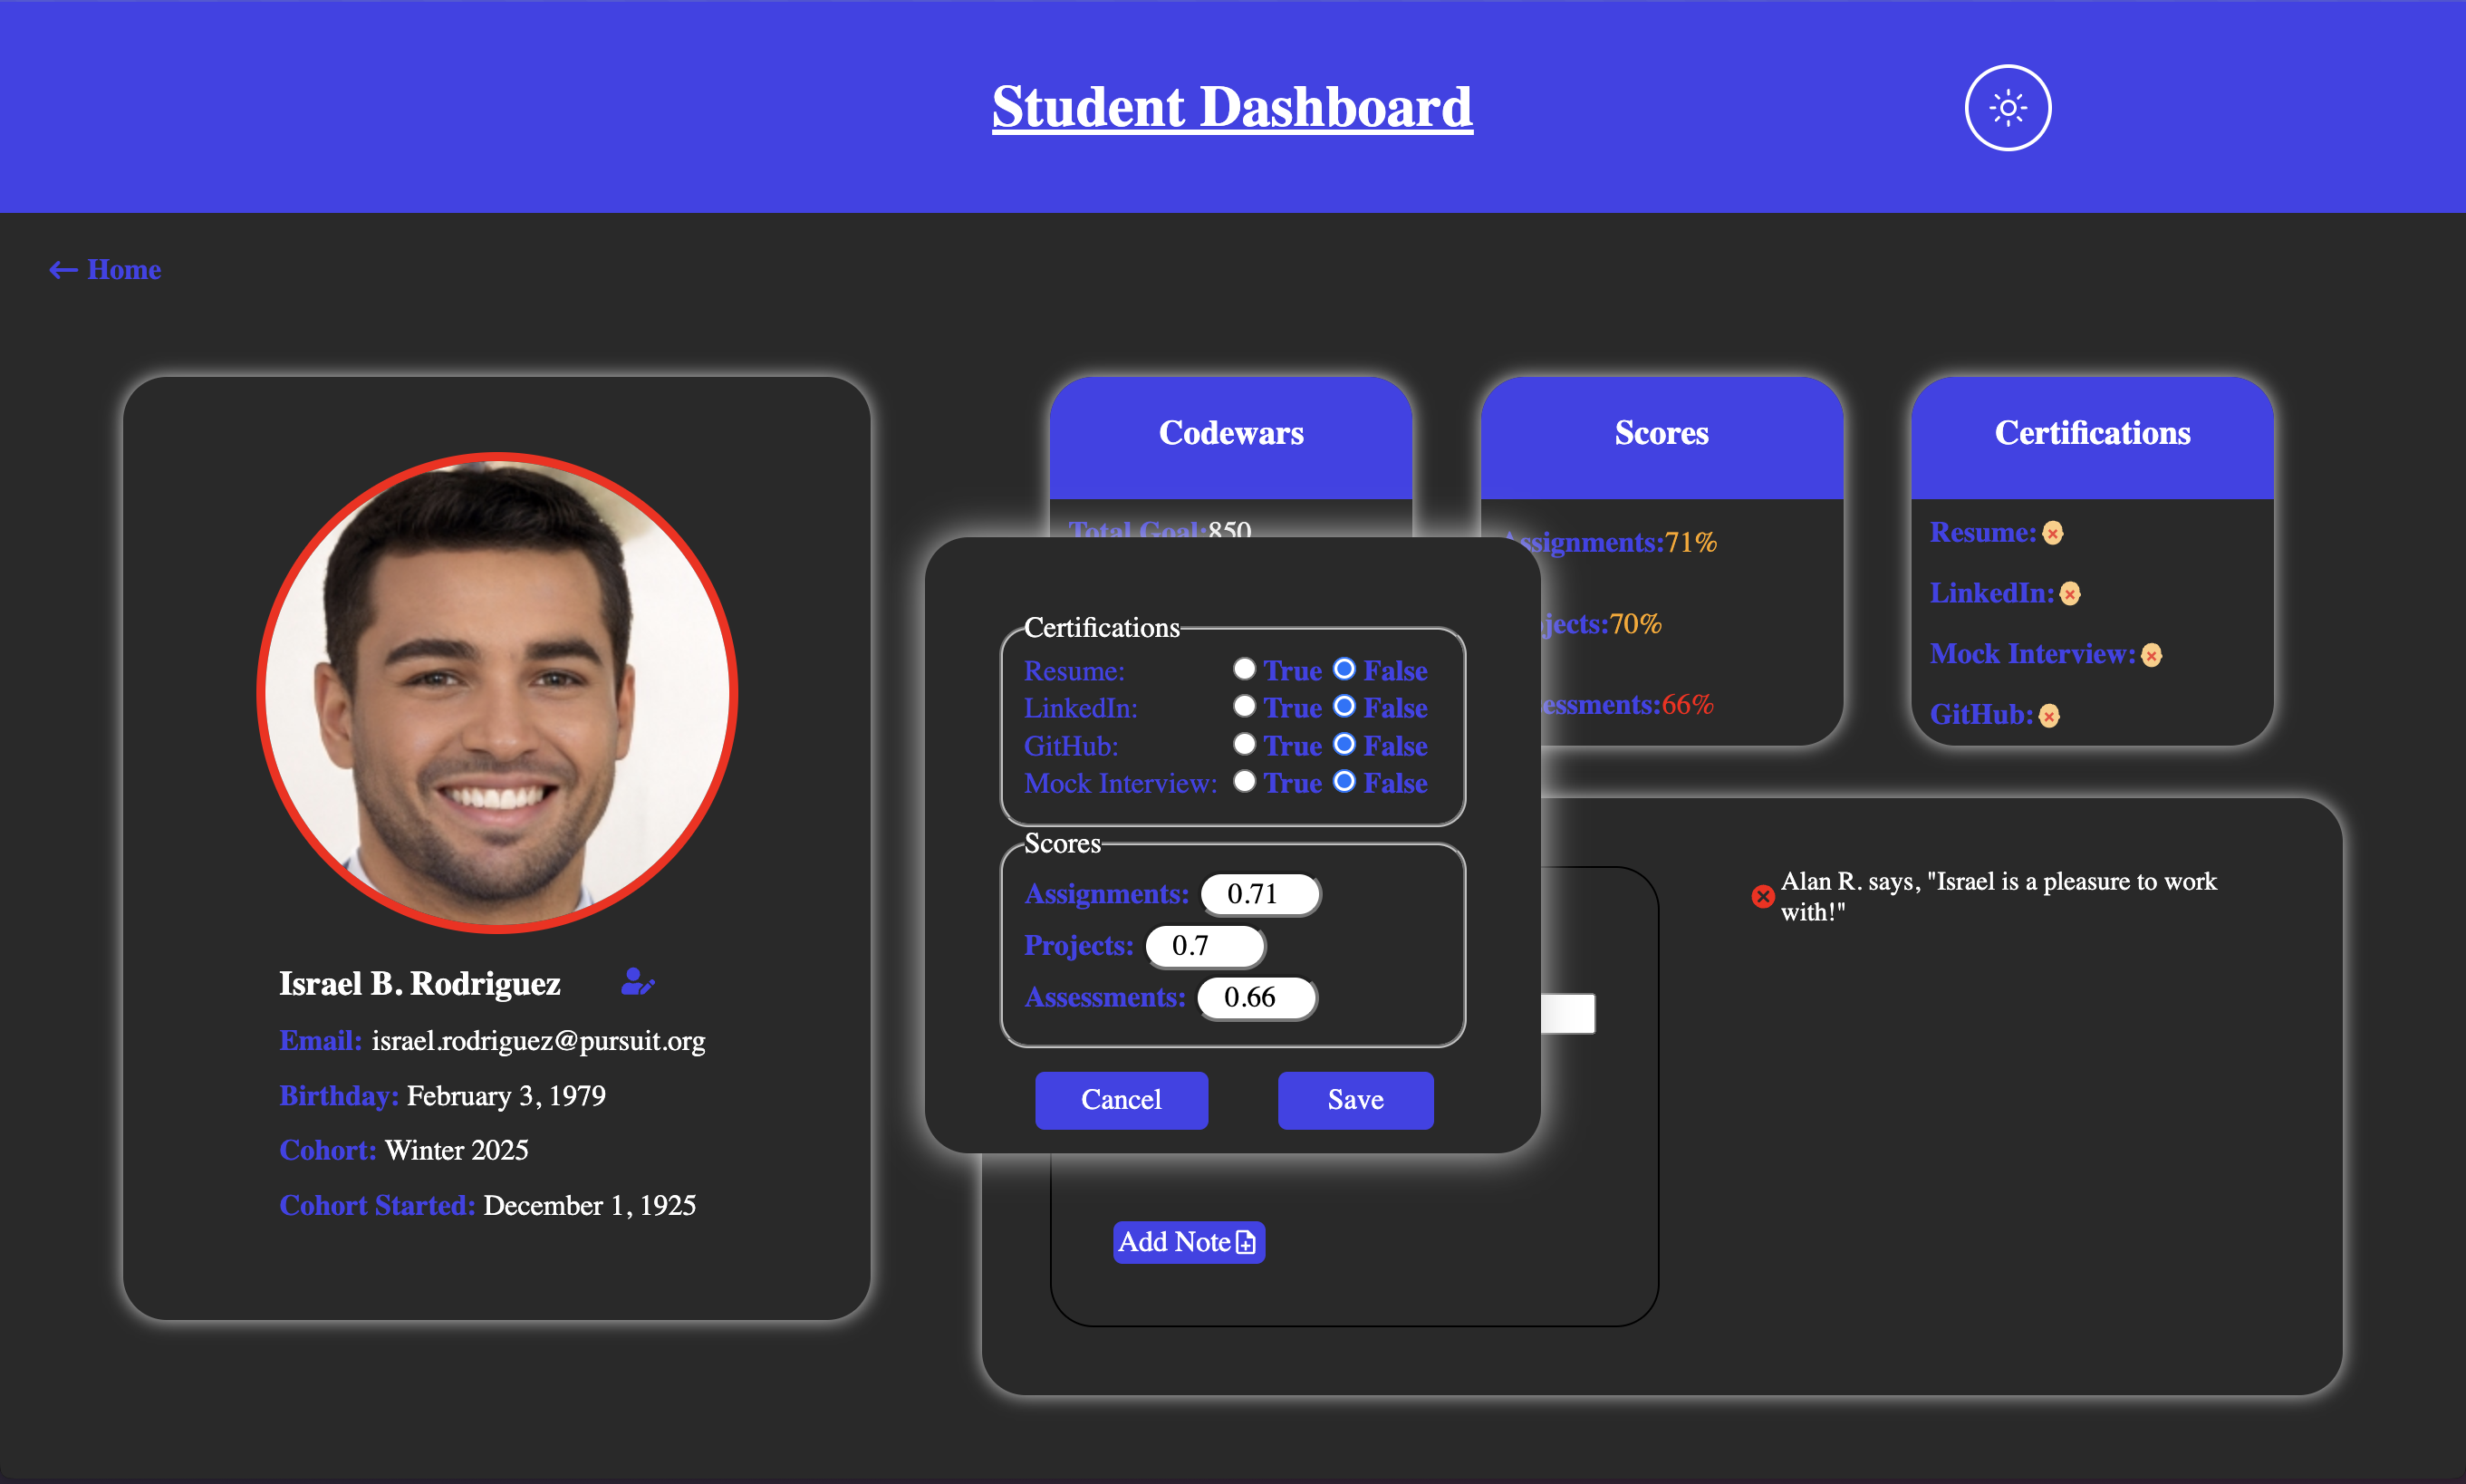 Student Dashboard
Home
Israel B. Rodriguez
Email: israel.rodriguez@pursuit.org
Birthday: February 3, 1979
Cohort: Winter 2025
Cohort Started: December 1, 1925
Codewars
Total Goal:850
Scores
ssignments:71%
jects:70%
essments:66%
Certifications
Resume:
LinkedIn:
Mock Interview:
GitHub:
Certifications
Resume: True False
LinkedIn: True False
GitHub: True False
Mock Interview: True False
Scores
Assignments: 0.71
Projects: 0.7
Assessments: 0.66
Cancel Save
Add Note
Alan R. says, "Israel is a pleasure to work
with!"